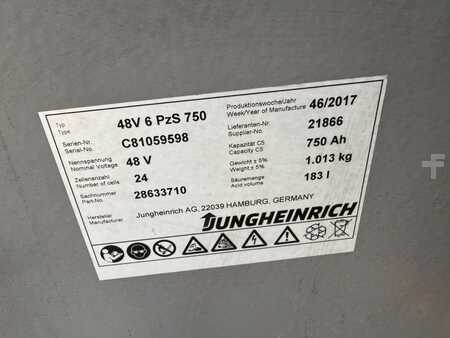 Typ
Type
48V 6 PzS 750
Produktionswoche/Jahr
Week/Year of Manufacture
46/2017
Serien-Nr.
Serial-No.
C81059598
Lieferanten-Nr.
Supplier-No.
21866
Nennspannung
Nominal Voltage
48 V
Kapazität C5
Capacity C5
750 Ah
Zellenanzahl
Number of cells
24
Gewicht ± 5%
Weight ± 5%
1.013 kg
Sachnummer
Part-No.
28633710
Säuremenge
Acid volume
183 l
Hersteller
Manufacturer
Jungheinrich AG, 22039 HAMBURG, GERMANY
JUNGHEINRICH